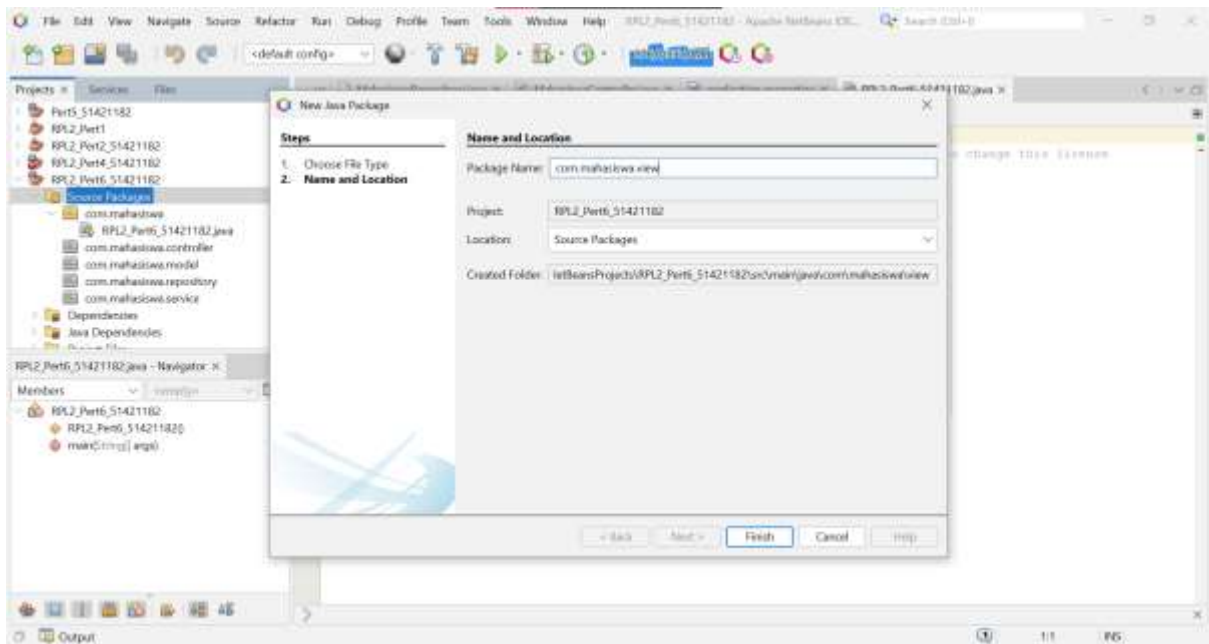 File Edit View Navigate Source Refactor Run Debug Profile Team Tools Window Help
<default config>
Projects Services Files
RPL2_Pert6_51421182.java
Pert5_51421182
RPL2_Pert1
RPL2_Pert2_51421182
RPL2_Pert4_51421182
RPL2_Pert6_51421182
Source Packages
com.mahasiswa
RPL2_Pert6_51421182.java
com.mahasiswa.controller
com.mahasiswa.model
com.mahasiswa.repository
com.mahasiswa.service
Dependencies
Java Dependencies
change this license
New Java Package
Steps
1. Choose File Type
2. Name and Location
Name and Location
Package Name: com.mahasiswa.view
Project: RPL2_Pert6_51421182
Location: Source Packages
Created Folder: letBeansProjects\RPL2_Pert6_51421182\src\main\java\com\mahasiswa\view
< Back Next > Finish Cancel Help
RPL2_Pert6_51421182.java - Navigator
Members
RPL2_Pert6_51421182
RPL2_Pert6_51421182()
main(String[] args)
Output
1:1 INS